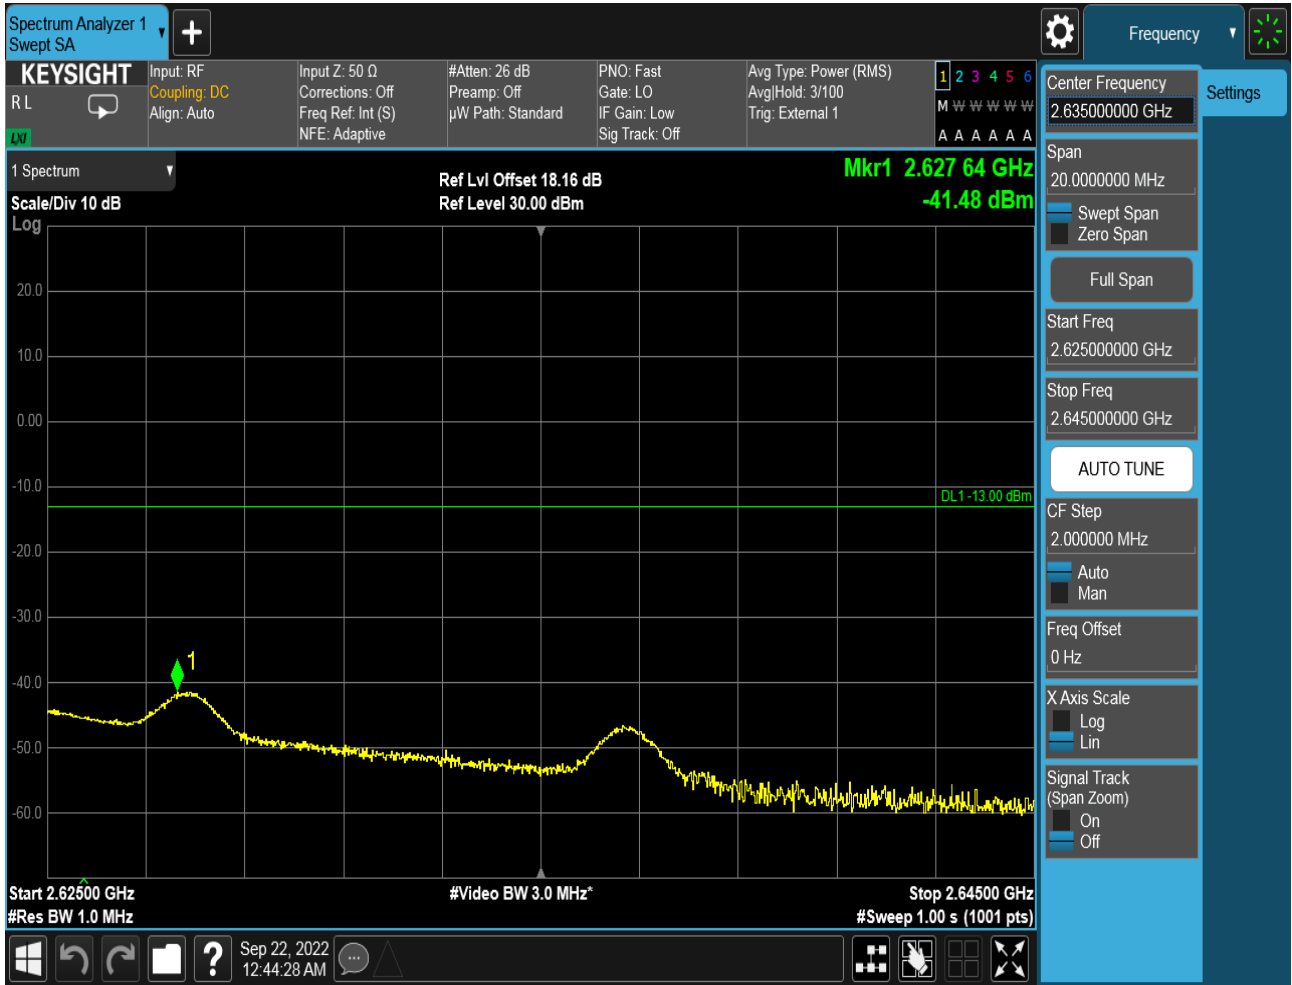 Spectrum Analyzer 1
Swept SA
Frequency
KEYSIGHT
R L
LXI
Input: RF
Coupling: DC
Align: Auto
Input Z: 50 Ω
Corrections: Off
Freq Ref: Int (S)
NFE: Adaptive
#Atten: 26 dB
Preamp: Off
µW Path: Standard
PNO: Fast
Gate: LO
IF Gain: Low
Sig Track: Off
Avg Type: Power (RMS)
Avg|Hold: 3/100
Trig: External 1
1 2 3 4 5 6
M W W W W W
A A A A A A
1 Spectrum
Scale/Div 10 dB
Log
Ref Lvl Offset 18.16 dB
Ref Level 30.00 dBm
Mkr1 2.627 64 GHz
-41.48 dBm
20.0
10.0
0.00
-10.0
-20.0
-30.0
-40.0
-50.0
-60.0
DL1 -13.00 dBm
1
Start 2.62500 GHz
#Res BW 1.0 MHz
#Video BW 3.0 MHz*
Stop 2.64500 GHz
#Sweep 1.00 s (1001 pts)
Center Frequency
2.635000000 GHz
Settings
Span
20.0000000 MHz
Swept Span
Zero Span
Full Span
Start Freq
2.625000000 GHz
Stop Freq
2.645000000 GHz
AUTO TUNE
CF Step
2.000000 MHz
Auto
Man
Freq Offset
0 Hz
X Axis Scale
Log
Lin
Signal Track
(Span Zoom)
On
Off
?
Sep 22, 2022
12:44:28 AM